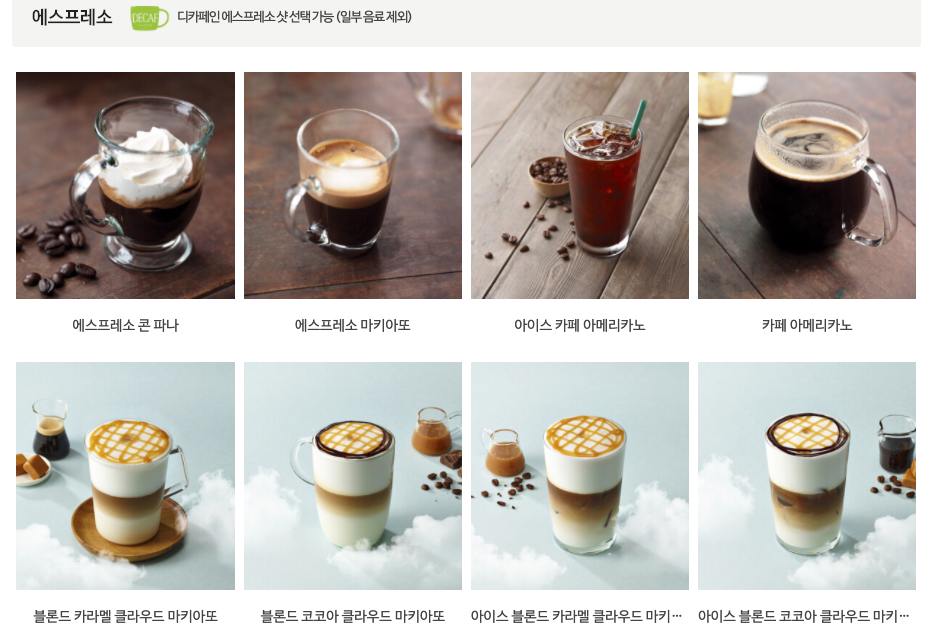 에스프레소 DECAF 디카페인 에스프레소 샷 선택 가능 (일부 음료 제외)
에스프레소 콘 파나 에스프레소 마키아또 아이스 카페 아메리카노 카페 아메리카노
블론드 카라멜 클라우드 마키아또 블론드 코코아 클라우드 마키아또 아이스 블론드 카라멜 클라우드 마키··· 아이스 블론드 코코아 클라우드 마키···